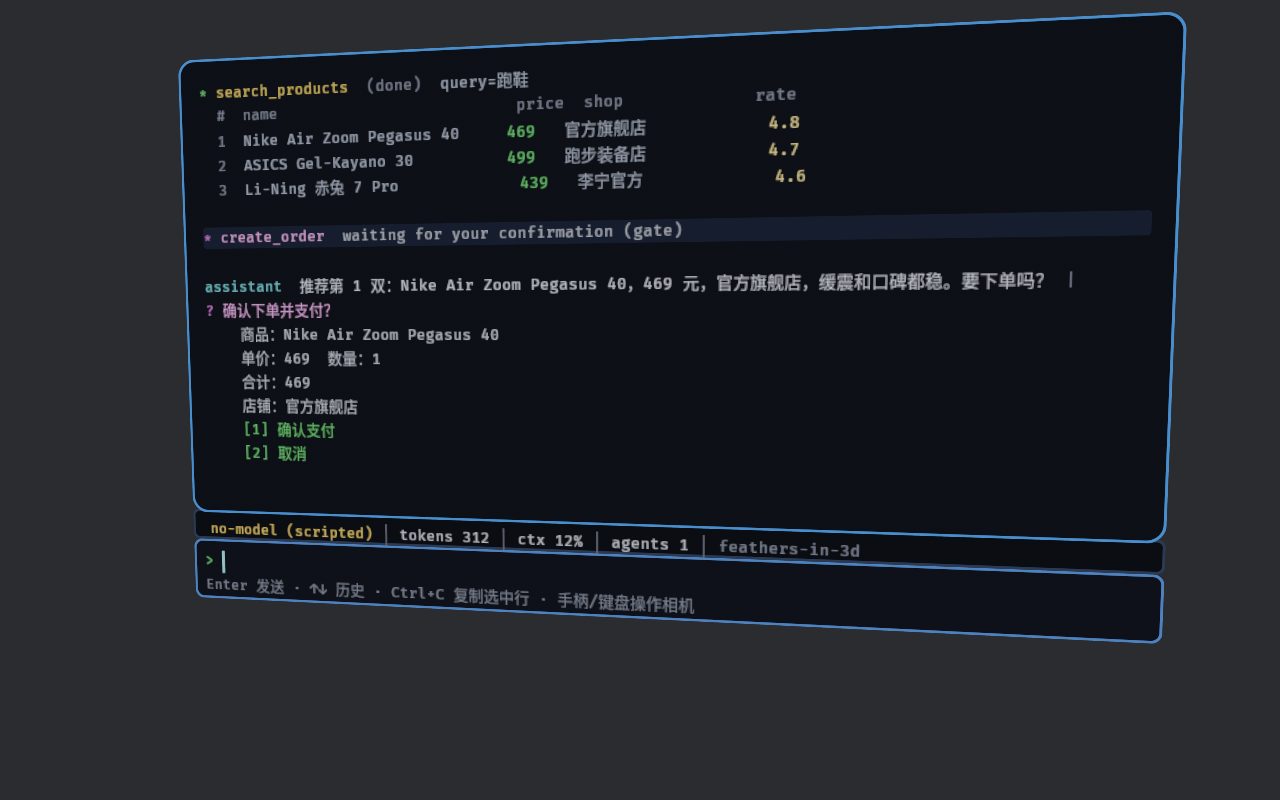 * search_products (done) query=跑鞋
# name price shop rate
1 Nike Air Zoom Pegasus 40 469 官方旗舰店 4.8
2 ASICS Gel-Kayano 30 499 跑步装备店 4.7
3 Li-Ning 赤兔 7 Pro 439 李宁官方 4.6
* create_order waiting for your confirmation (gate)
assistant 推荐第 1 双: Nike Air Zoom Pegasus 40, 469 元, 官方旗舰店, 缓震和口碑都稳。要下单吗? |
? 确认下单并支付?
商品: Nike Air Zoom Pegasus 40
单价: 469 数量: 1
合计: 469
店铺: 官方旗舰店
[1] 确认支付
[2] 取消
no-model (scripted) │ tokens 312 │ ctx 12% │ agents 1 │ feathers-in-3d
>
Enter 发送 · ↑↓ 历史 · Ctrl+C 复制选中行 · 手柄/键盘操作相机